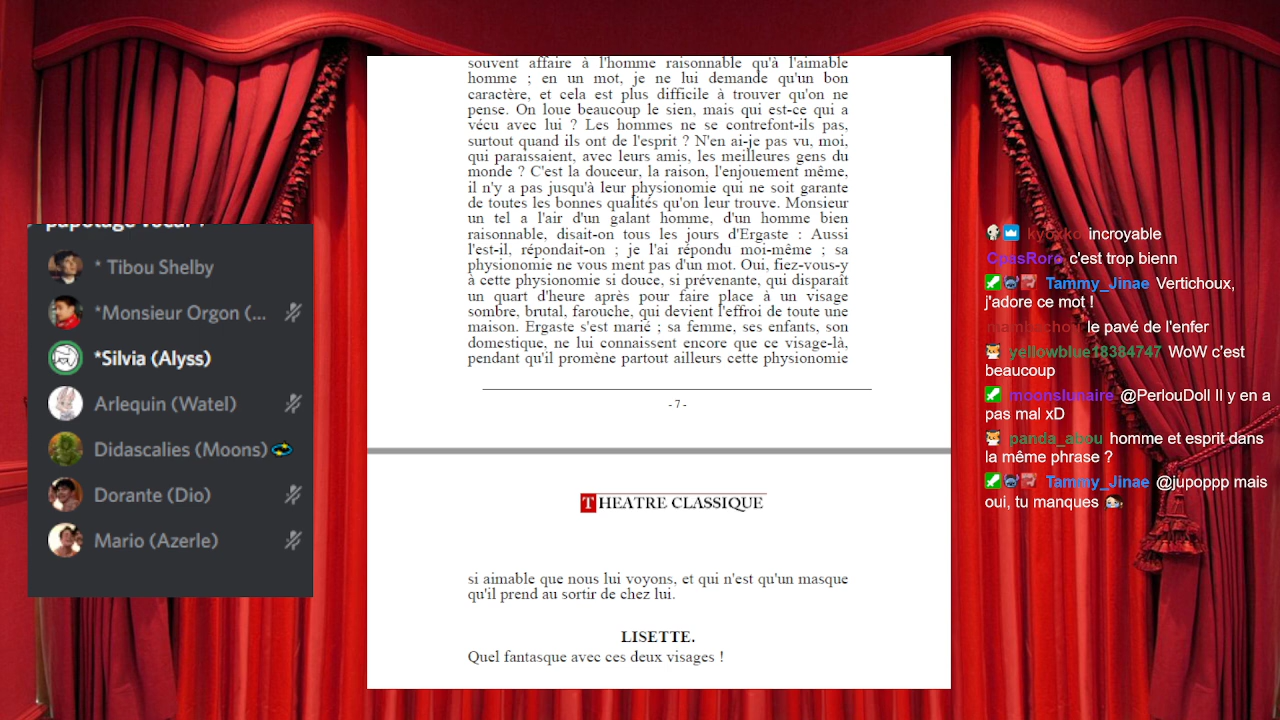 papotage vocal
* Tibou Shelby
*Monsieur Orgon (...
*Silvia (Alyss)
Arlequin (Watel)
Didascalies (Moons)
Dorante (Dio)
Mario (Azerle)
souvent affaire à l'homme raisonnable qu'à l'aimable
homme ; en un mot, je ne lui demande qu'un bon
caractère, et cela est plus difficile à trouver qu'on ne
pense. On loue beaucoup le sien, mais qui est-ce qui a
vécu avec lui ? Les hommes ne se contrefont-ils pas,
surtout quand ils ont de l'esprit ? N'en ai-je pas vu, moi,
qui paraissaient, avec leurs amis, les meilleures gens du
monde ? C'est la douceur, la raison, l'enjouement même,
il n'y a pas jusqu'à leur physionomie qui ne soit garante
de toutes les bonnes qualités qu'on leur trouve. Monsieur
un tel a l'air d'un galant homme, d'un homme bien
raisonnable, disait-on tous les jours d'Ergaste : Aussi
l'est-il, répondait-on ; je l'ai répondu moi-même ; sa
physionomie ne vous ment pas d'un mot. Oui, fiez-vous-y
à cette physionomie si douce, si prévenante, qui disparaît
un quart d'heure après pour faire place à un visage
sombre, brutal, farouche, qui devient l'effroi de toute une
maison. Ergaste s'est marié ; sa femme, ses enfants, son
domestique, ne lui connaissent encore que ce visage-là,
pendant qu'il promène partout ailleurs cette physionomie
- 7 -
THEATRE CLASSIQUE
si aimable que nous lui voyons, et qui n'est qu'un masque
qu'il prend au sortir de chez lui.
LISETTE.
Quel fantasque avec ces deux visages !
kyoxko incroyable
CpasRoro c'est trop bienn
Tammy_Jinae Vertichoux,
j'adore ce mot !
mambochou le pavé de l'enfer
yellowblue18384747 WoW c'est
beaucoup
moonslunaire @PerlouDoll Il y en a
pas mal xD
panda_abou homme et esprit dans
la même phrase ?
Tammy_Jinae @jupoppp mais
oui, tu manques